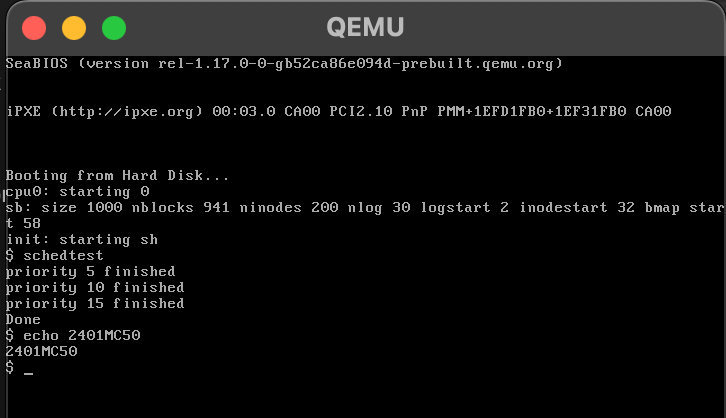 QEMU
SeaBIOS (version rel-1.17.0-0-gb52ca86e094d-prebuilt.qemu.org)
iPXE (http://ipxe.org) 00:03.0 CA00 PCI2.10 PnP PMM+1EFD1FB0+1EF31FB0 CA00
Booting from Hard Disk...
cpu0: starting 0
sb: size 1000 nblocks 941 ninodes 200 nlog 30 logstart 2 inodestart 32 bmap star
t 58
init: starting sh
$ schedtest
priority 5 finished
priority 10 finished
priority 15 finished
Done
$ echo 2401MC50
2401MC50
$ _